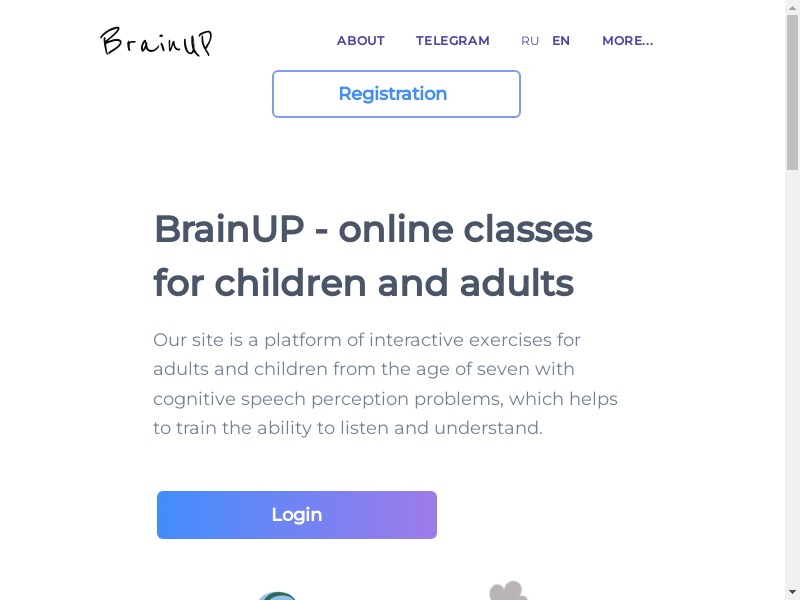 BrainUP
ABOUT TELEGRAM RU EN MORE...
Registration
BrainUP - online classes
for children and adults
Our site is a platform of interactive exercises for
adults and children from the age of seven with
cognitive speech perception problems, which helps
to train the ability to listen and understand.
Login